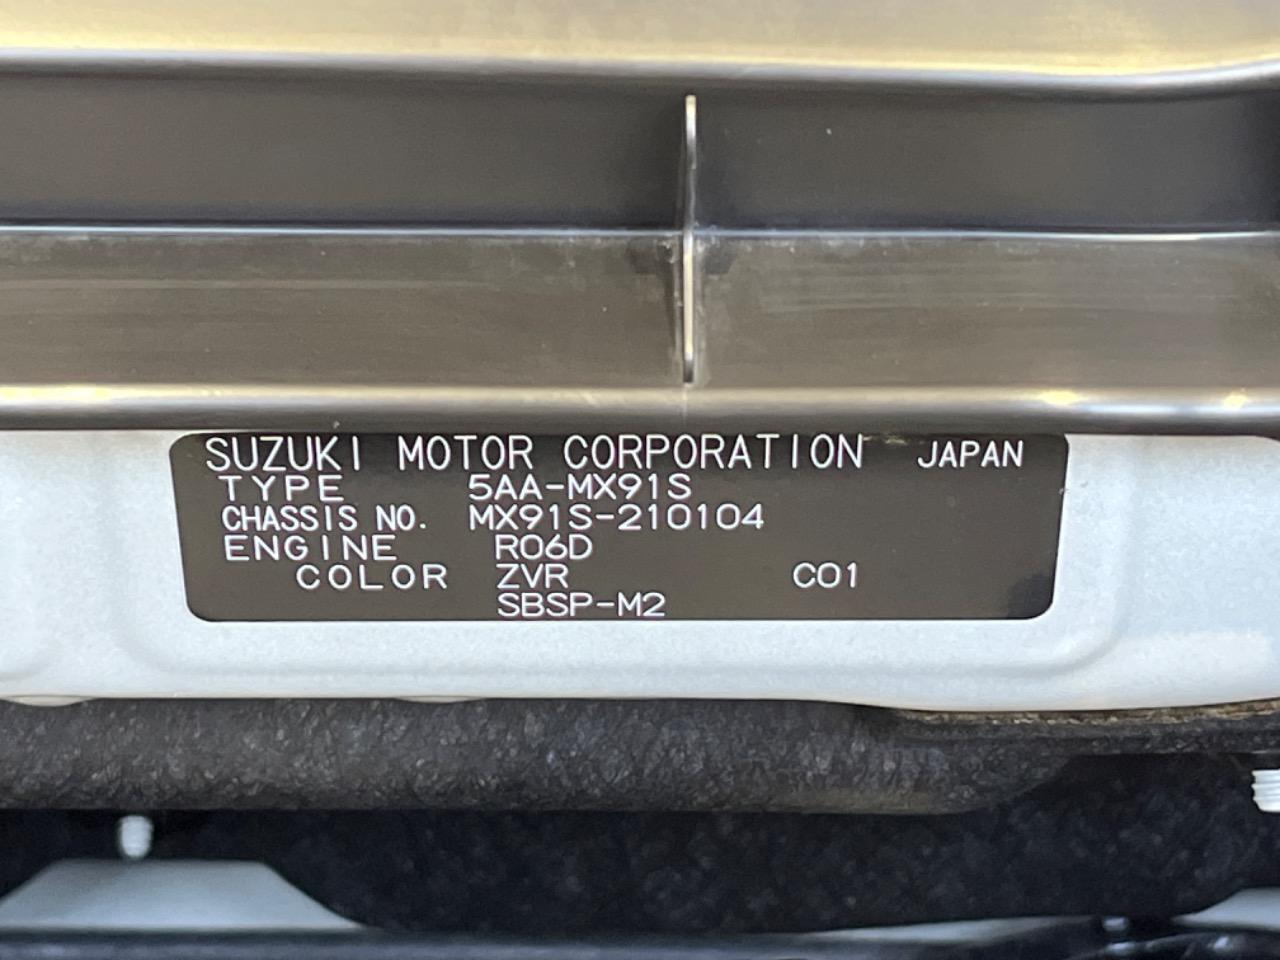 SUZUKI MOTOR CORPORATION JAPAN
TYPE 5AA-MX91S
CHASSIS NO. MX91S-210104
ENGINE R06D
COLOR ZVR C01
SBSP-M2